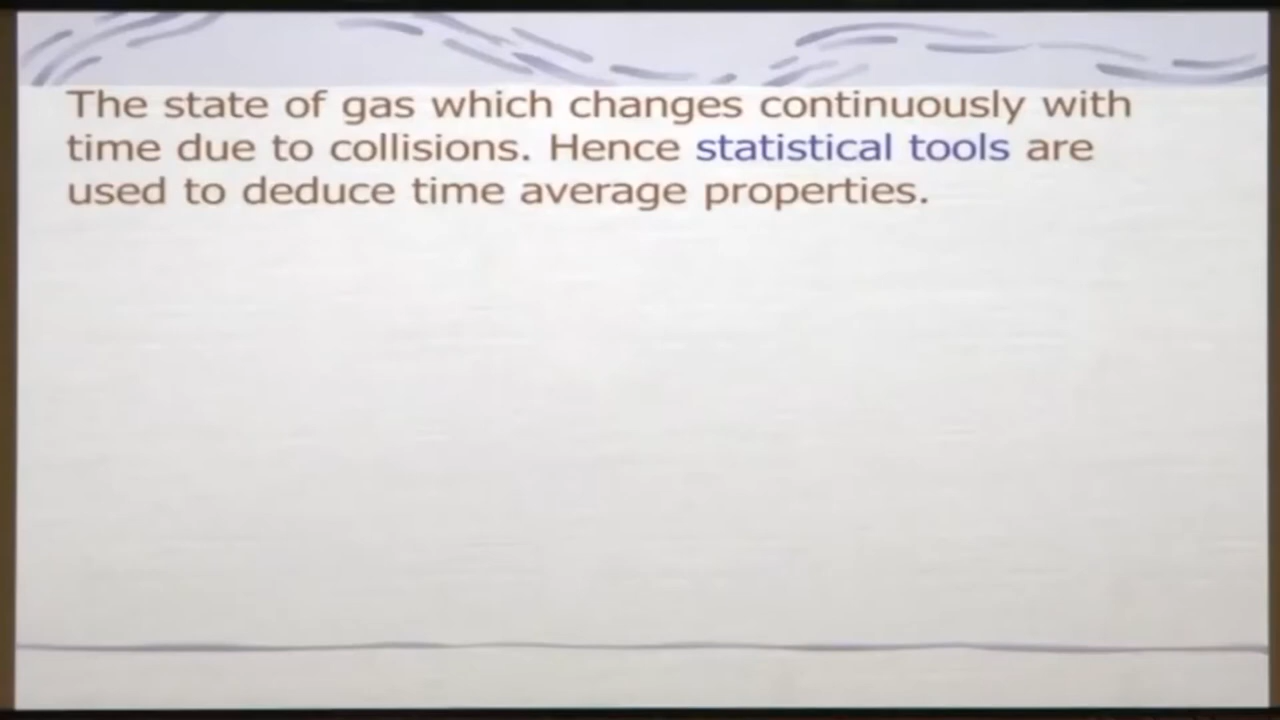 The state of gas which changes continuously with
time due to collisions. Hence statistical tools are
used to deduce time average properties.